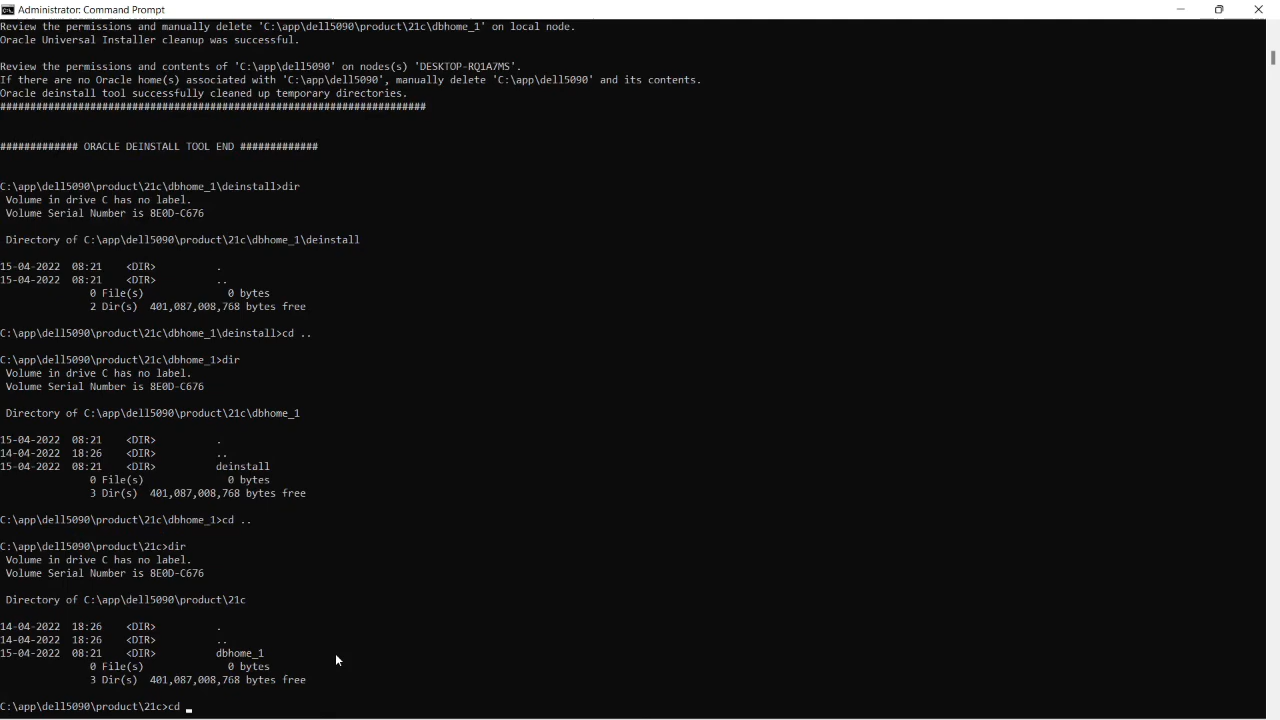 Administrator: Command Prompt
Review the permissions and manually delete 'C:\app\dell5090\product\21c\dbhome_1' on local node.
Oracle Universal Installer cleanup was successful.
Review the permissions and contents of 'C:\app\dell5090' on nodes(s) 'DESKTOP-RQ1A7MS'.
If there are no Oracle home(s) associated with 'C:\app\dell5090', manually delete 'C:\app\dell5090' and its contents.
Oracle deinstall tool successfully cleaned up temporary directories.
#######################################################################
############# ORACLE DEINSTALL TOOL END #############
C:\app\dell5090\product\21c\dbhome_1\deinstall>dir
Volume in drive C has no label.
Volume Serial Number is 8E0D-C676
Directory of C:\app\dell5090\product\21c\dbhome_1\deinstall
15-04-2022  08:21    <DIR>          .
15-04-2022  08:21    <DIR>          ..
0 File(s)              0 bytes
2 Dir(s)  401,087,008,768 bytes free
C:\app\dell5090\product\21c\dbhome_1\deinstall>cd ..
C:\app\dell5090\product\21c\dbhome_1>dir
Volume in drive C has no label.
Volume Serial Number is 8E0D-C676
Directory of C:\app\dell5090\product\21c\dbhome_1
15-04-2022  08:21    <DIR>          .
14-04-2022  18:26    <DIR>          ..
15-04-2022  08:21    <DIR>          deinstall
0 File(s)              0 bytes
3 Dir(s)  401,087,008,768 bytes free
C:\app\dell5090\product\21c\dbhome_1>cd ..
C:\app\dell5090\product\21c>dir
Volume in drive C has no label.
Volume Serial Number is 8E0D-C676
Directory of C:\app\dell5090\product\21c
14-04-2022  18:26    <DIR>          .
14-04-2022  18:26    <DIR>          ..
15-04-2022  08:21    <DIR>          dbhome_1
0 File(s)              0 bytes
3 Dir(s)  401,087,008,768 bytes free
C:\app\dell5090\product\21c>cd